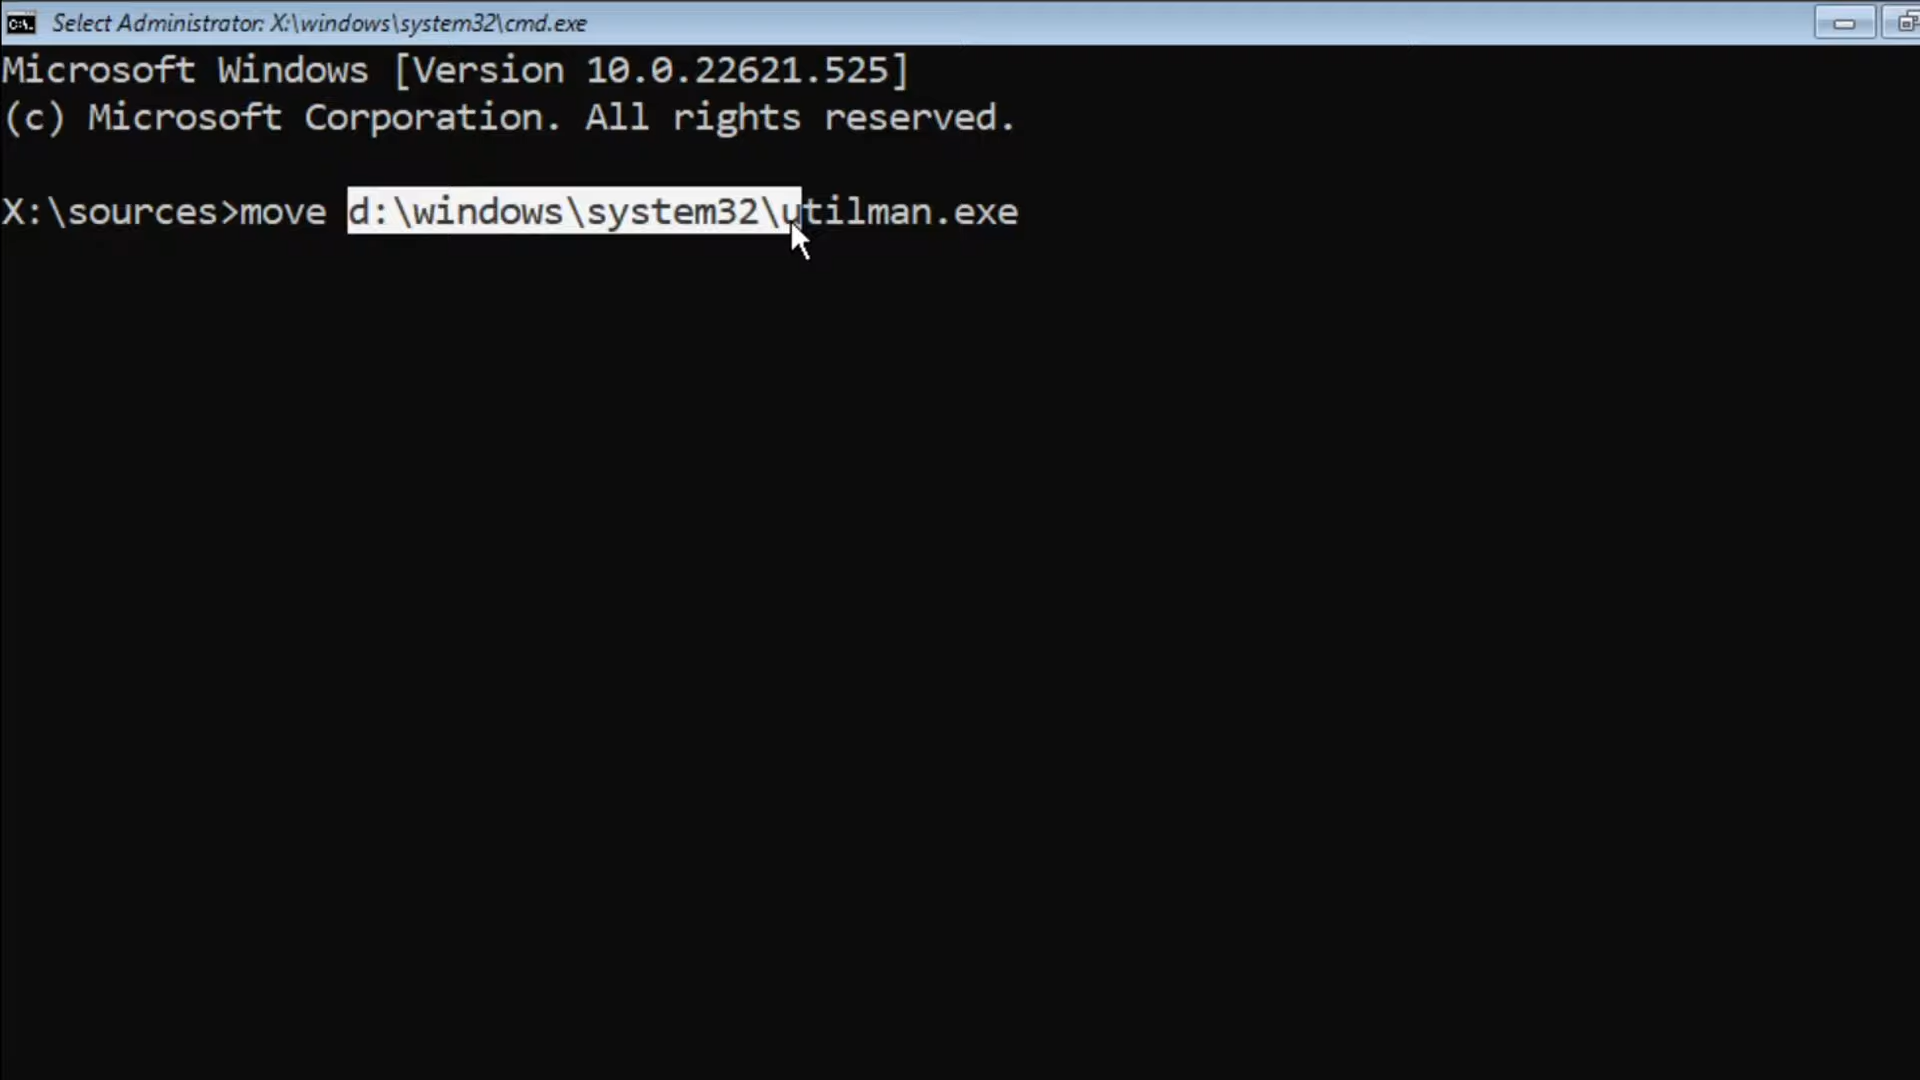 Select Administrator: X:\windows\system32\cmd.exe
Microsoft Windows [Version 10.0.22621.525]
(c) Microsoft Corporation. All rights reserved.
X:\sources>move d:\windows\system32\utilman.exe